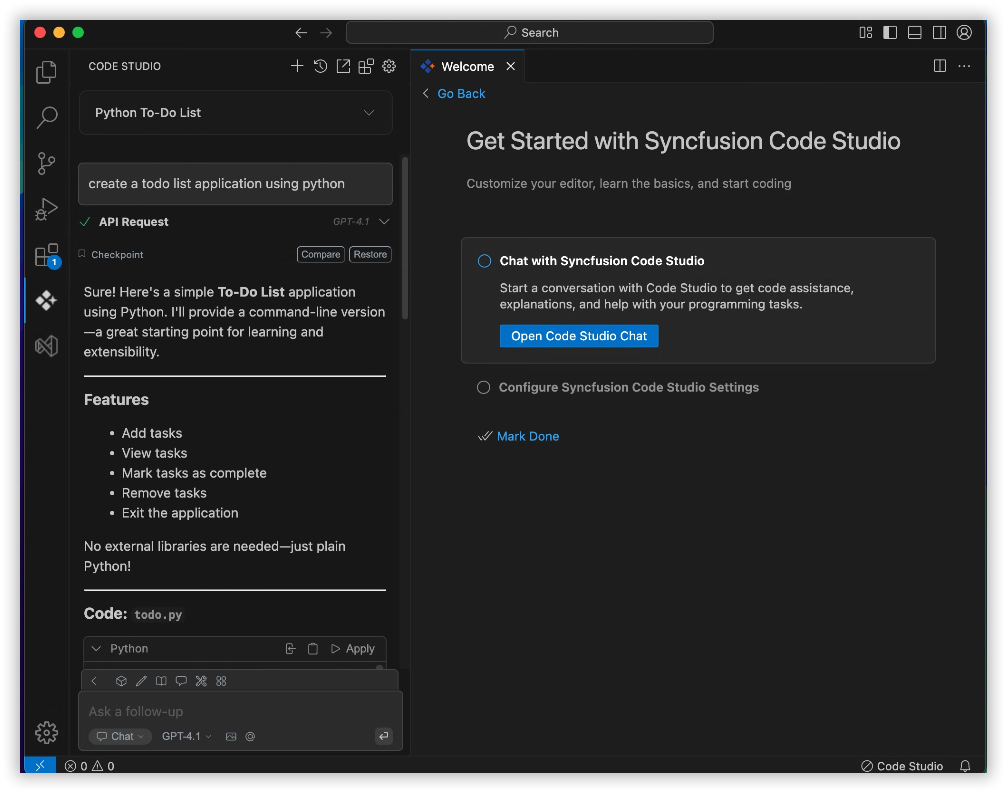 Search
CODE STUDIO
Python To-Do List
create a todo list application using python
API Request
GPT-4.1
Checkpoint
Compare
Restore
Sure! Here's a simple To-Do List application
using Python. I'll provide a command-line version
—a great starting point for learning and
extensibility.
Features
• Add tasks
• View tasks
• Mark tasks as complete
• Remove tasks
• Exit the application
No external libraries are needed—just plain
Python!
Code: todo.py
Python
Apply
Ask a follow-up
Chat
GPT-4.1
Welcome
Go Back
Get Started with Syncfusion Code Studio
Customize your editor, learn the basics, and start coding
Chat with Syncfusion Code Studio
Start a conversation with Code Studio to get code assistance,
explanations, and help with your programming tasks.
Open Code Studio Chat
Configure Syncfusion Code Studio Settings
Mark Done
1
0 0
Code Studio